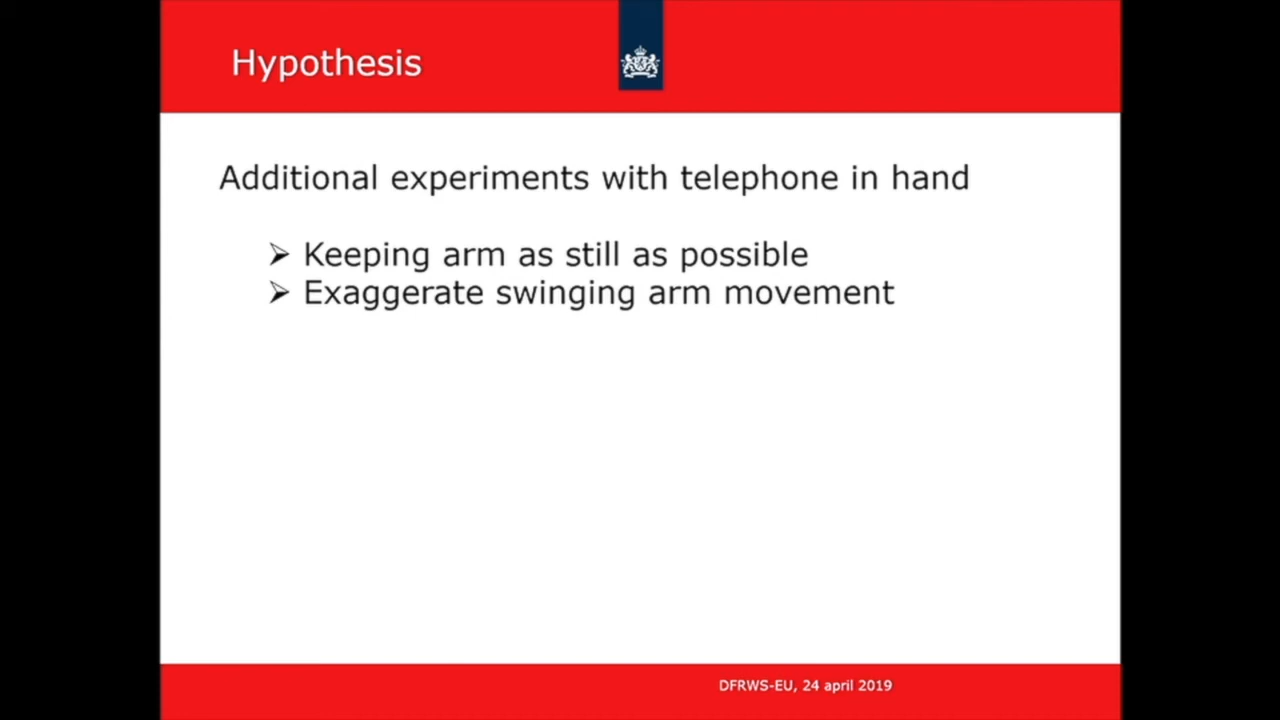 Hypothesis
Additional experiments with telephone in hand
➢ Keeping arm as still as possible
➢ Exaggerate swinging arm movement
DFRWS-EU, 24 april 2019